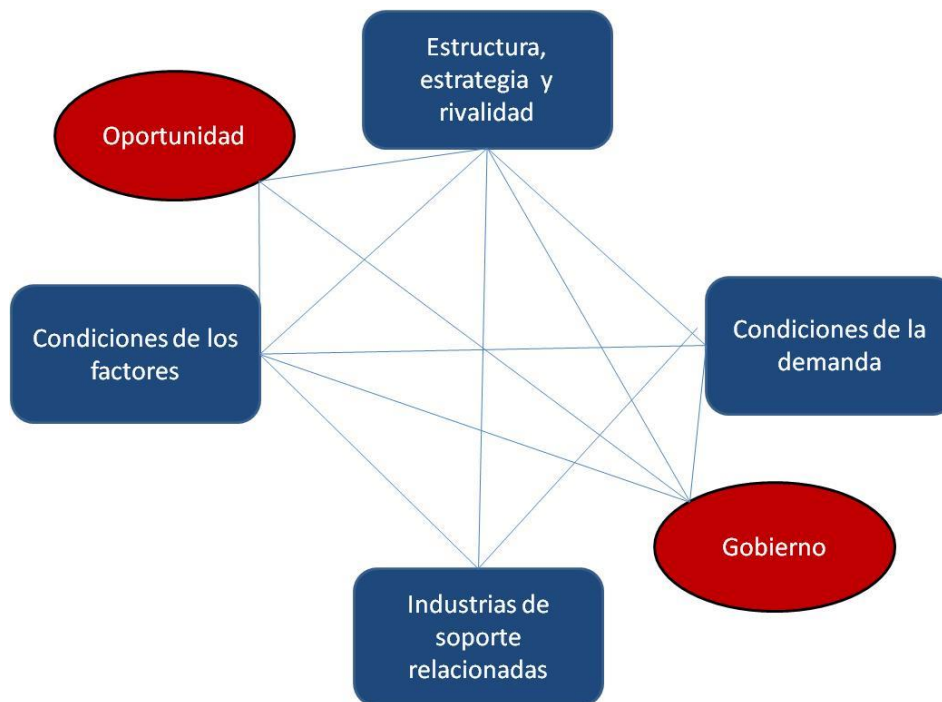 Estructura,
estrategia y
rivalidad
Oportunidad
Condiciones de los
factores
Condiciones de la
demanda
Gobierno
Industrias de
soporte
relacionadas